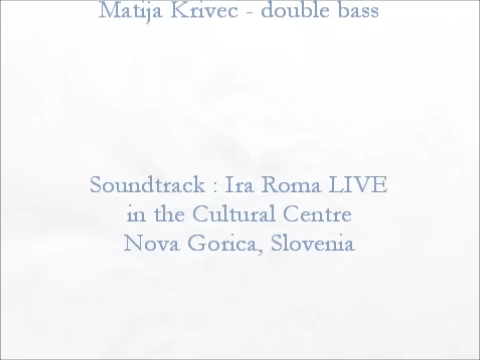 Matija Krivec - double bass
Soundtrack : Ira Roma LIVE
in the Cultural Centre
Nova Gorica, Slovenia